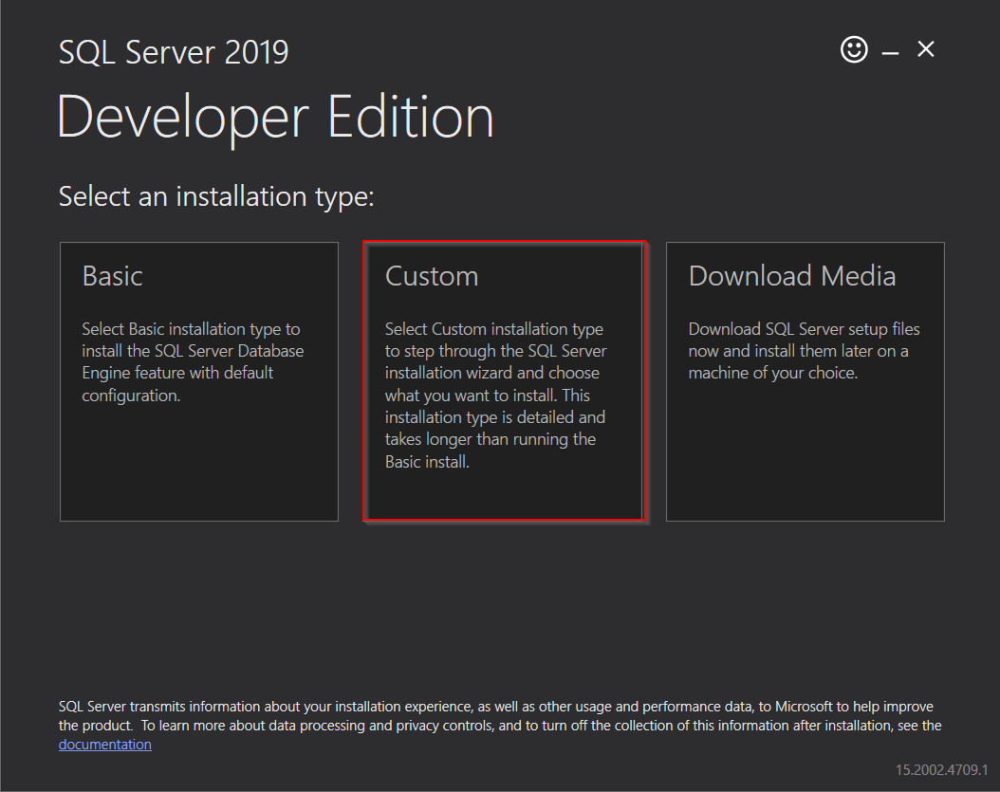 SQL Server 2019
Developer Edition
Select an installation type:
Basic
Select Basic installation type to
install the SQL Server Database
Engine feature with default
configuration.
Custom
Select Custom installation type
to step through the SQL Server
installation wizard and choose
what you want to install. This
installation type is detailed and
takes longer than running the
Basic install.
Download Media
Download SQL Server setup files
now and install them later on a
machine of your choice.
SQL Server transmits information about your installation experience, as well as other usage and performance data, to Microsoft to help improve
the product.  To learn more about data processing and privacy controls, and to turn off the collection of this information after installation, see the
documentation
15.2002.4709.1